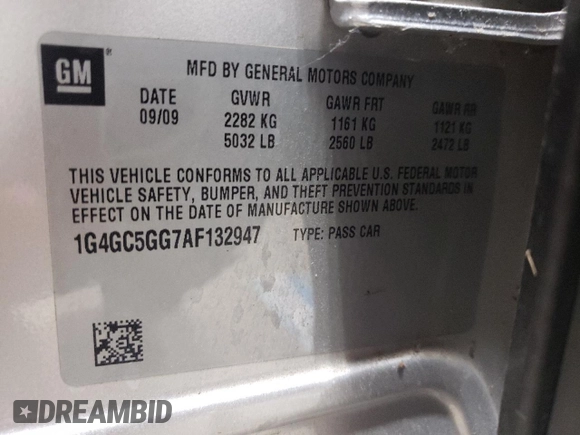 GM
MFD BY GENERAL MOTORS COMPANY
DATE GVWR GAWR FRT GAWR RR
09/09 2282 KG 1161 KG 1121 KG
5032 LB 2560 LB 2472 LB
THIS VEHICLE CONFORMS TO ALL APPLICABLE U.S. FEDERAL MOTOR
VEHICLE SAFETY, BUMPER, AND THEFT PREVENTION STANDARDS IN
EFFECT ON THE DATE OF MANUFACTURE SHOWN ABOVE.
1G4GC5GG7AF132947 TYPE: PASS CAR
DREAMBID